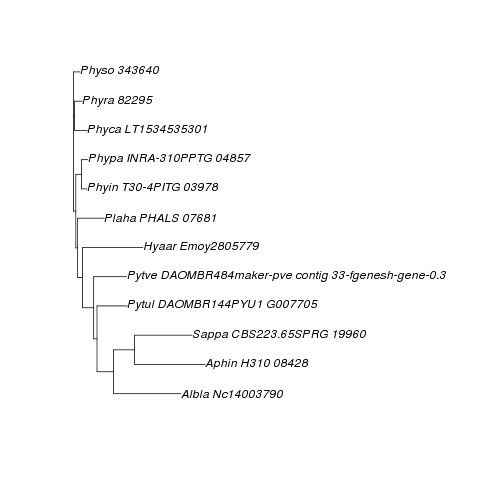 Physo 343640
Phyra 82295
Phyca LT1534535301
Phypa INRA-310PPTG 04857
Phyin T30-4PITG 03978
Plaha PHALS 07681
Hyaar Emoy2805779
Pytve DAOMBR484maker-pve contig 33-fgenesh-gene-0.3
Pytul DAOMBR144PYU1 G007705
Sappa CBS223.65SPRG 19960
Aphin H310 08428
Albla Nc14003790